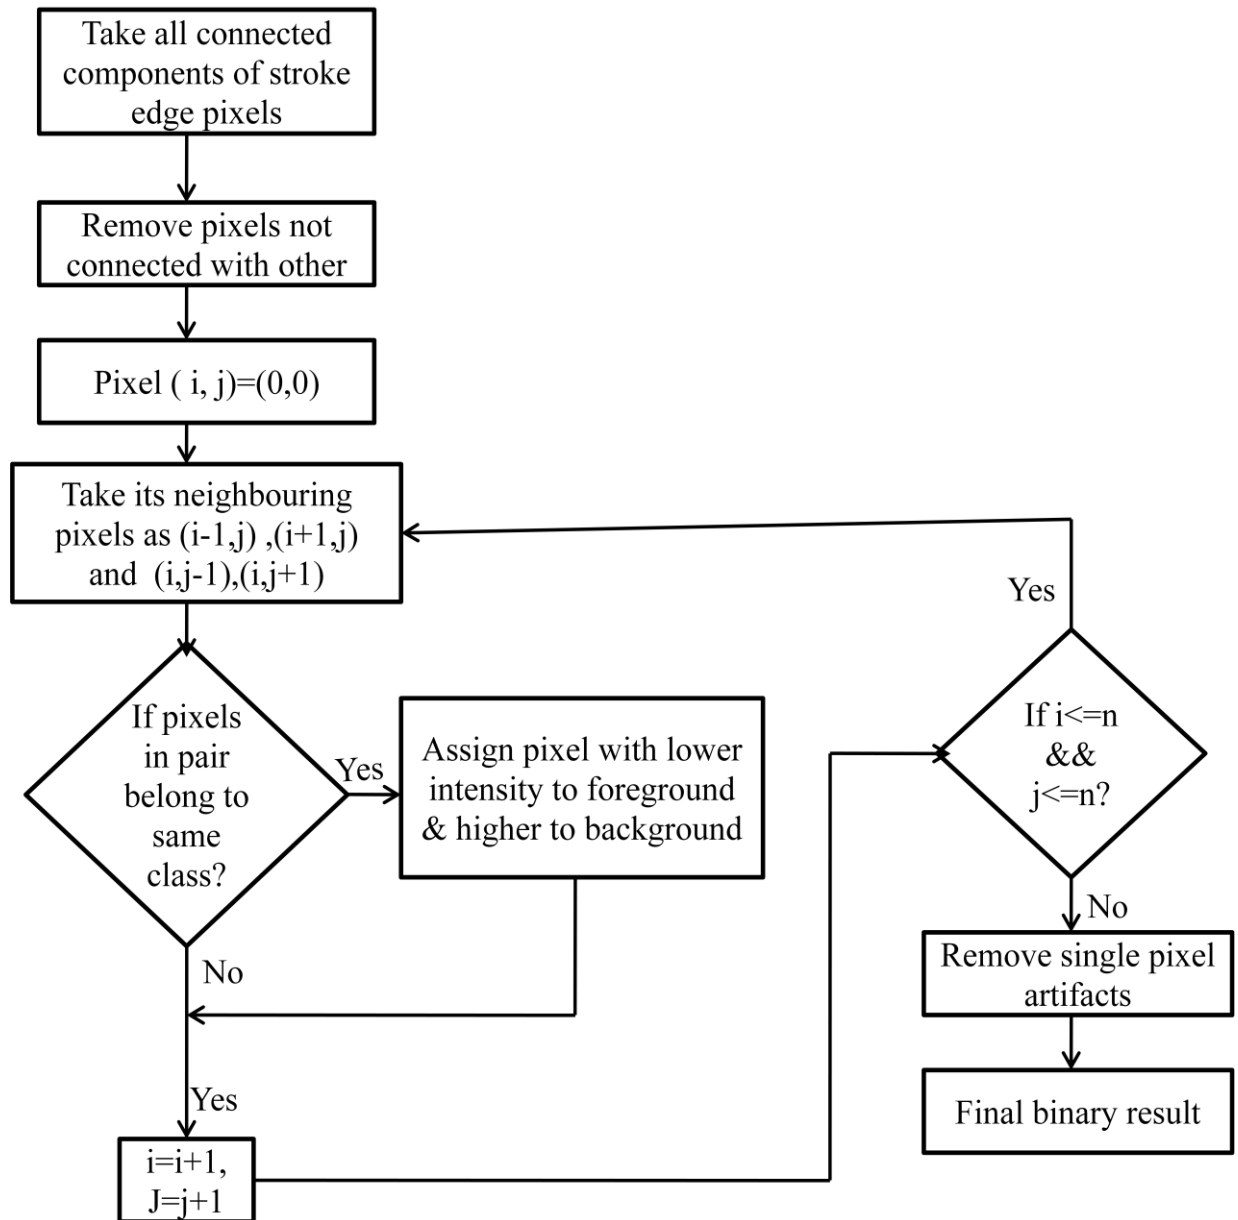 Take all connected
components of stroke
edge pixels
Remove pixels not
connected with other
Pixel ( i, j)=(0,0)
Take its neighbouring
pixels as (i-1,j) ,(i+1,j)
and (i,j-1),(i,j+1)
If pixels
in pair
belong to
same
class?
Yes
Assign pixel with lower
intensity to foreground
& higher to background
No
Yes
i=i+1,
J=j+1
Yes
If i<=n
&&
j<=n?
No
Remove single pixel
artifacts
Final binary result